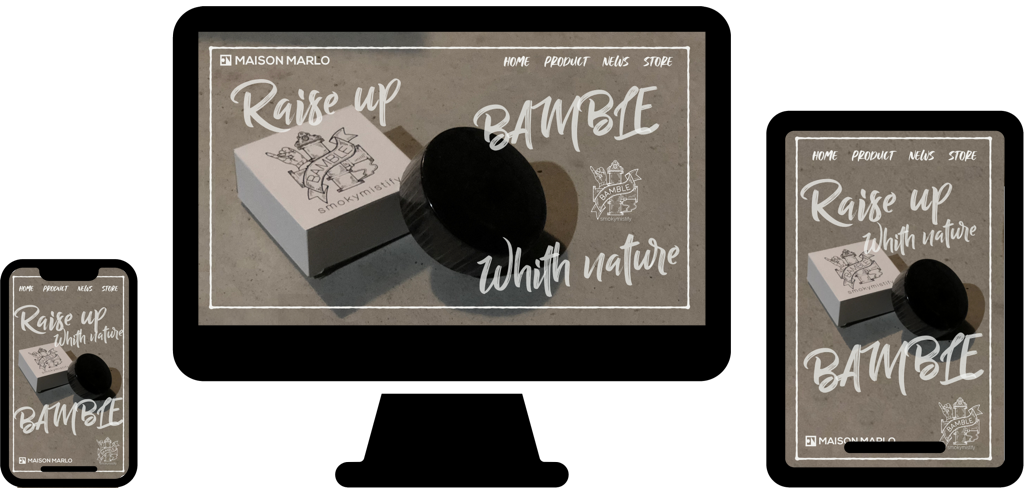 HOME PRODUCT NEWS STORE
Raise up
Whith nature
BAMBLE
MAISON MARLO
MAISON MARLO
HOME PRODUCT NEWS STORE
Raise up
BAMBLE
BAMBLE
smokymistify
BAMBLE
smokymistify
Whith nature
HOME PRODUCT NEWS STORE
Raise up
Whith nature
BAMBLE
smokymistify
BAMBLE
BAMBLE
smokymistify
MAISON MARLO